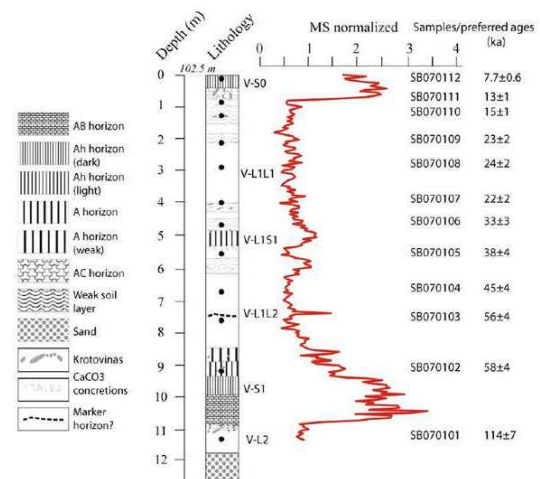 Depth (m)
Lithology
MS normalized
Samples/preferred ages
(ka)
102.5 m
0 1 2 3 4
0
1
2
3
4
5
6
7
8
9
10
11
12
AB horizon
Ah horizon
(dark)
Ah horizon
(light)
A horizon
A horizon
(weak)
AC horizon
Weak soil
layer
Sand
Krotovinas
CaCO3
concretions
Marker
horizon?
V-S0
V-L1L1
V-L1S1
V-L1L2
V-S1
V-L2
SB070112 7.7±0.6
SB070111 13±1
SB070110 15±1
SB070109 23±2
SB070108 24±2
SB070107 22±2
SB070106 33±3
SB070105 38±4
SB070104 45±4
SB070103 56±4
SB070102 58±4
SB070101 114±7